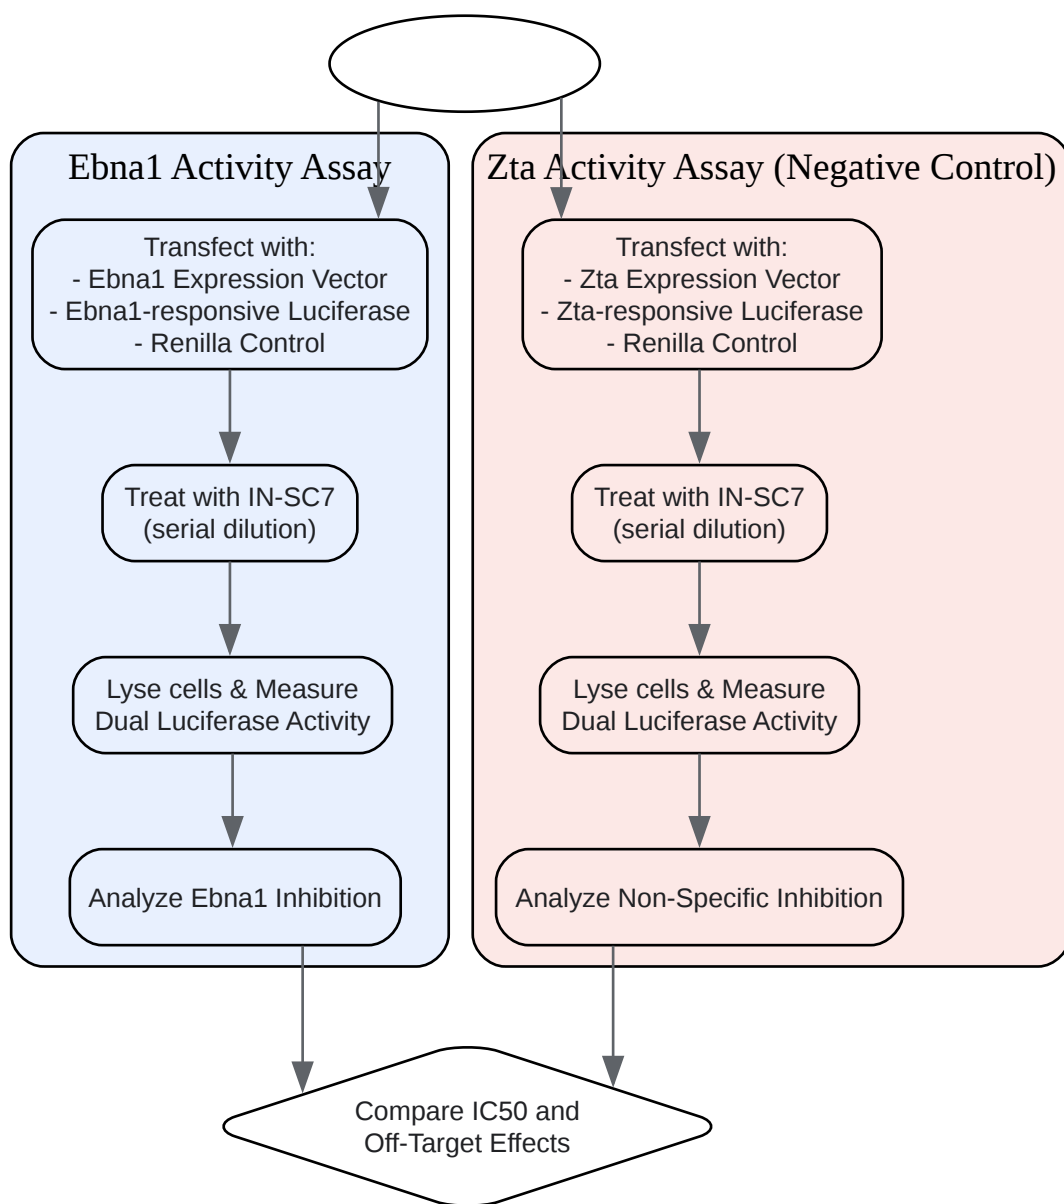 Ebna1 Activity Assay
Transfect with:
- Ebna1 Expression Vector
- Ebna1-responsive Luciferase
- Renilla Control
Treat with IN-SC7
(serial dilution)
Lyse cells & Measure
Dual Luciferase Activity
Analyze Ebna1 Inhibition
Zta Activity Assay (Negative Control)
Transfect with:
- Zta Expression Vector
- Zta-responsive Luciferase
- Renilla Control
Treat with IN-SC7
(serial dilution)
Lyse cells & Measure
Dual Luciferase Activity
Analyze Non-Specific Inhibition
Compare IC50 and
Off-Target Effects